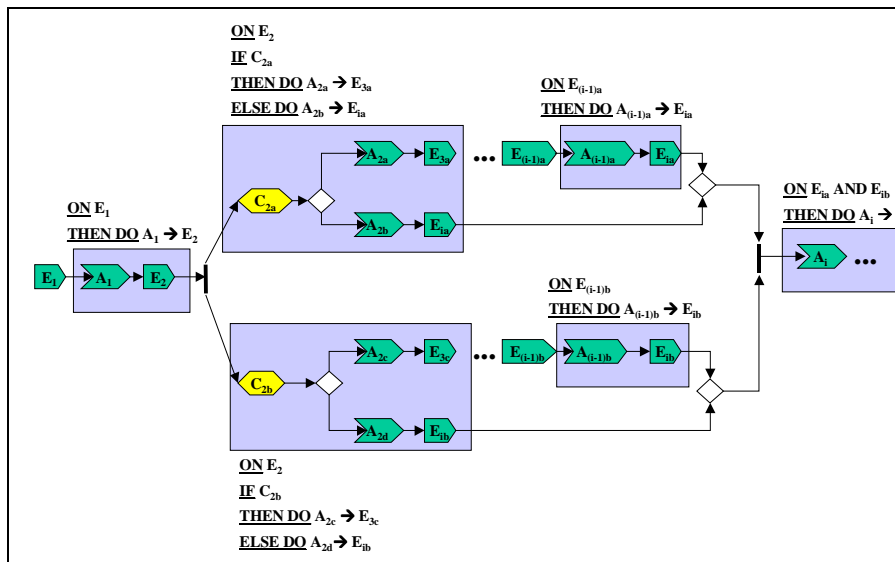 ON E2
IF C2a
THEN DO A2a → E3a
ELSE DO A2b → Eia
ON E(i-1)a
THEN DO A(i-1)a → Eia
A2a E3a ••• E(i-1)a A(i-1)a Eia
C2a
A2b Eia
ON E1
THEN DO A1 → E2
E1 A1 E2
ON Eia AND Eib
THEN DO Ai →
Ai •••
ON E(i-1)b
THEN DO A(i-1)b → Eib
A2c E3c ••• E(i-1)b A(i-1)b Eib
C2b
A2d Eib
ON E2
IF C2b
THEN DO A2c → E3c
ELSE DO A2d → Eib